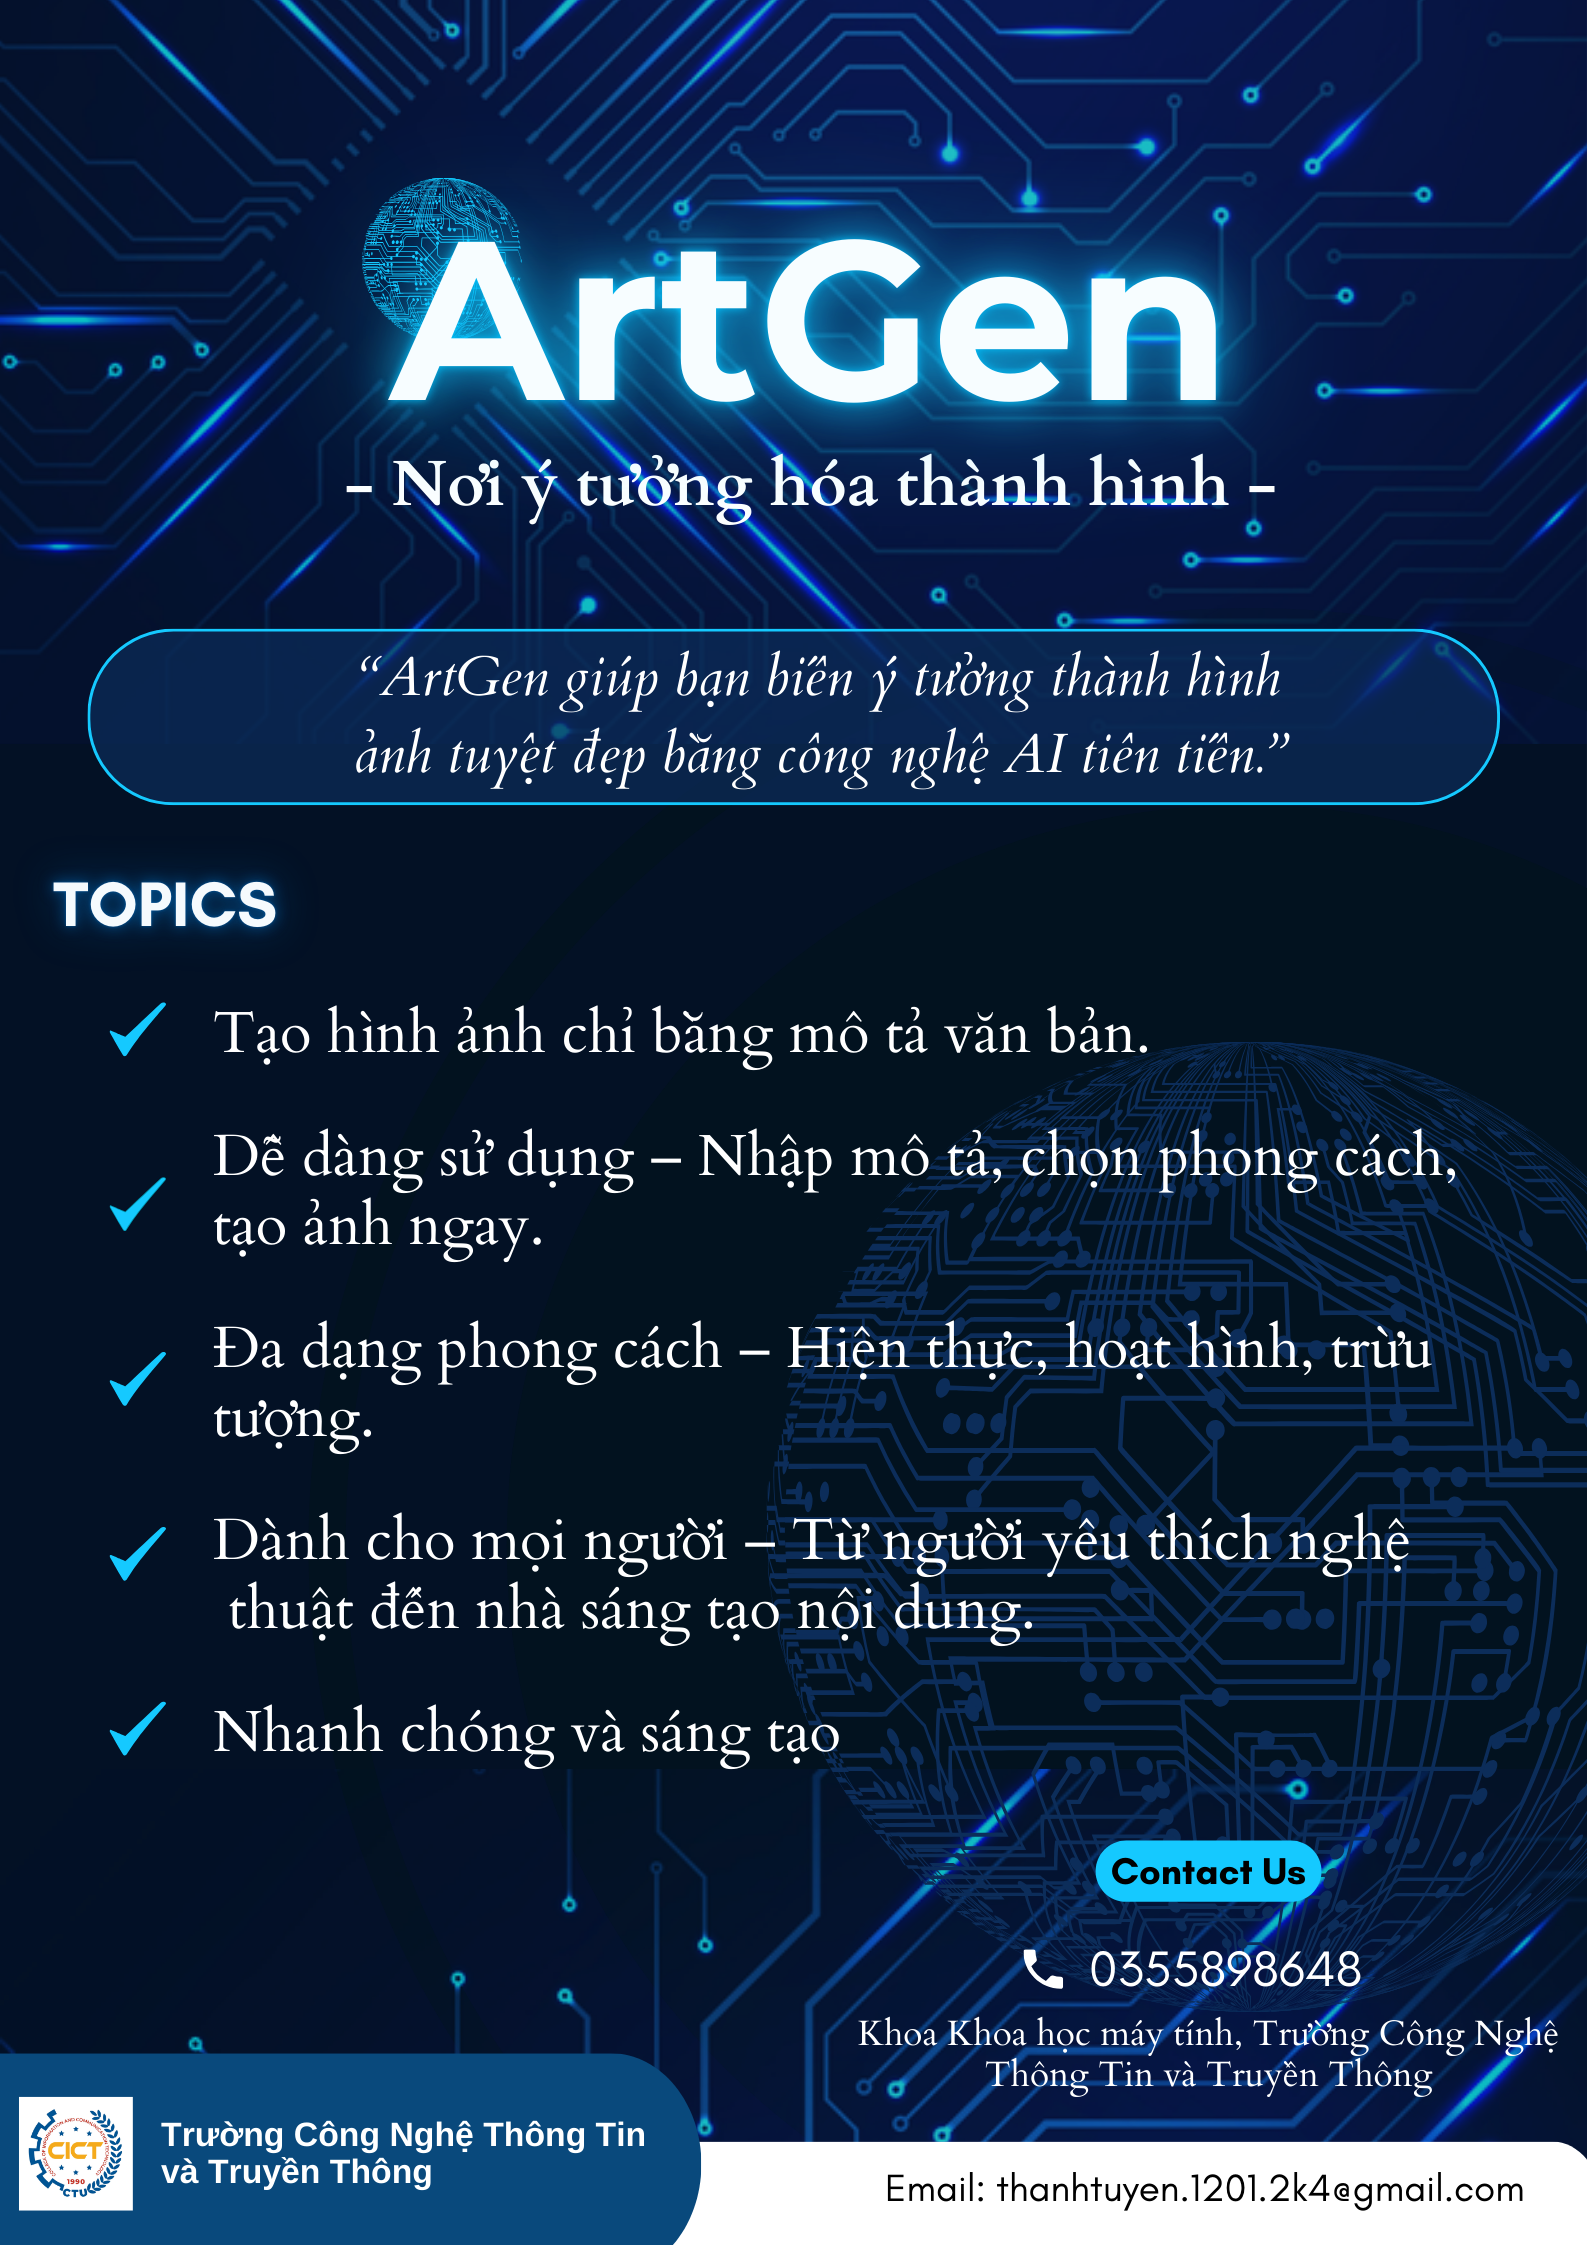 ArtGen
- Nơi ý tưởng hóa thành hình -
“ArtGen giúp bạn biến ý tưởng thành hình
ảnh tuyệt đẹp bằng công nghệ AI tiên tiến.”
TOPICS
Tạo hình ảnh chỉ bằng mô tả văn bản.
Dễ dàng sử dụng – Nhập mô tả, chọn phong cách,
tạo ảnh ngay.
Đa dạng phong cách – Hiện thực, hoạt hình, trừu
tượng.
Dành cho mọi người – Từ người yêu thích nghệ
thuật đến nhà sáng tạo nội dung.
Nhanh chóng và sáng tạo
Contact Us
0355898648
Khoa Khoa học máy tính, Trường Công Nghệ
Thông Tin và Truyền Thông
CICT
1990
CTU
Trường Công Nghệ Thông Tin
và Truyền Thông
Email: thanhtuyen.1201.2k4@gmail.com